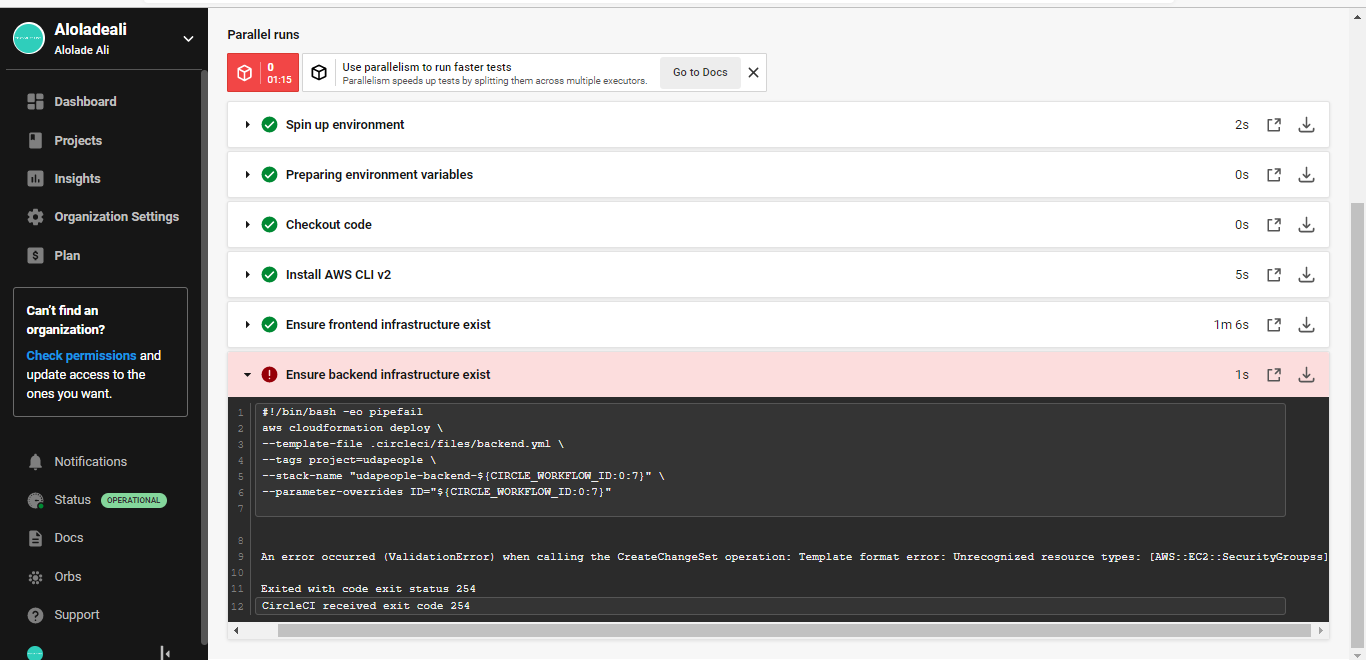 Aloladeali
Alolade Ali
Dashboard
Projects
Insights
Organization Settings
Plan
Can't find an
organization?
Check permissions and
update access to the
ones you want.
Notifications
Status OPERATIONAL
Docs
Orbs
Support
Parallel runs
0
01:15
Use parallelism to run faster tests
Parallelism speeds up tests by splitting them across multiple executors.
Go to Docs
Spin up environment 2s
Preparing environment variables 0s
Checkout code 0s
Install AWS CLI v2 5s
Ensure frontend infrastructure exist 1m 6s
Ensure backend infrastructure exist 1s
1 #!/bin/bash -eo pipefail
2 aws cloudformation deploy \
3 --template-file .circleci/files/backend.yml \
4 --tags project=udapeople \
5 --stack-name "udapeople-backend-${CIRCLE_WORKFLOW_ID:0:7}" \
6 --parameter-overrides ID="${CIRCLE_WORKFLOW_ID:0:7}"
7
8
9 An error occurred (ValidationError) when calling the CreateChangeSet operation: Template format error: Unrecognized resource types: [AWS::EC2::SecurityGroupss]
10
11 Exited with code exit status 254
12 CircleCI received exit code 254